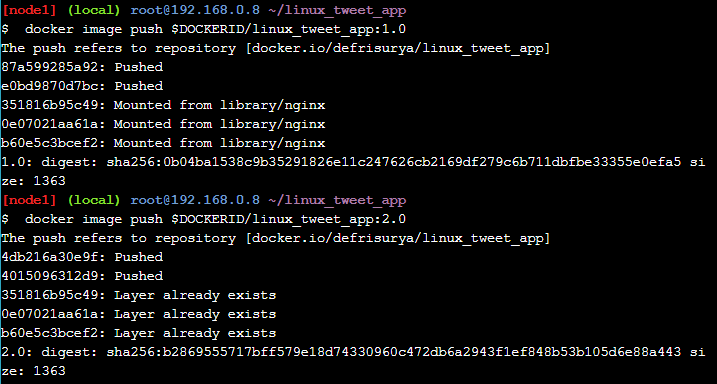 [node1] (local) root@192.168.0.8 ~/linux_tweet_app
$  docker image push $DOCKERID/linux_tweet_app:1.0
The push refers to repository [docker.io/defrisurya/linux_tweet_app]
87a599285a92: Pushed
e0bd9870d7bc: Pushed
351816b95c49: Mounted from library/nginx
0e07021aa61a: Mounted from library/nginx
b60e5c3bcef2: Mounted from library/nginx
1.0: digest: sha256:0b04ba1538c9b35291826e11c247626cb2169df279c6b711dbfbe33355e0efa5 si
ze: 1363
[node1] (local) root@192.168.0.8 ~/linux_tweet_app
$  docker image push $DOCKERID/linux_tweet_app:2.0
The push refers to repository [docker.io/defrisurya/linux_tweet_app]
4db216a30e9f: Pushed
4015096312d9: Pushed
351816b95c49: Layer already exists
0e07021aa61a: Layer already exists
b60e5c3bcef2: Layer already exists
2.0: digest: sha256:b2869555717bff579e18d74330960c472db6a2943f1ef848b53b105d6e88a443 si
ze: 1363